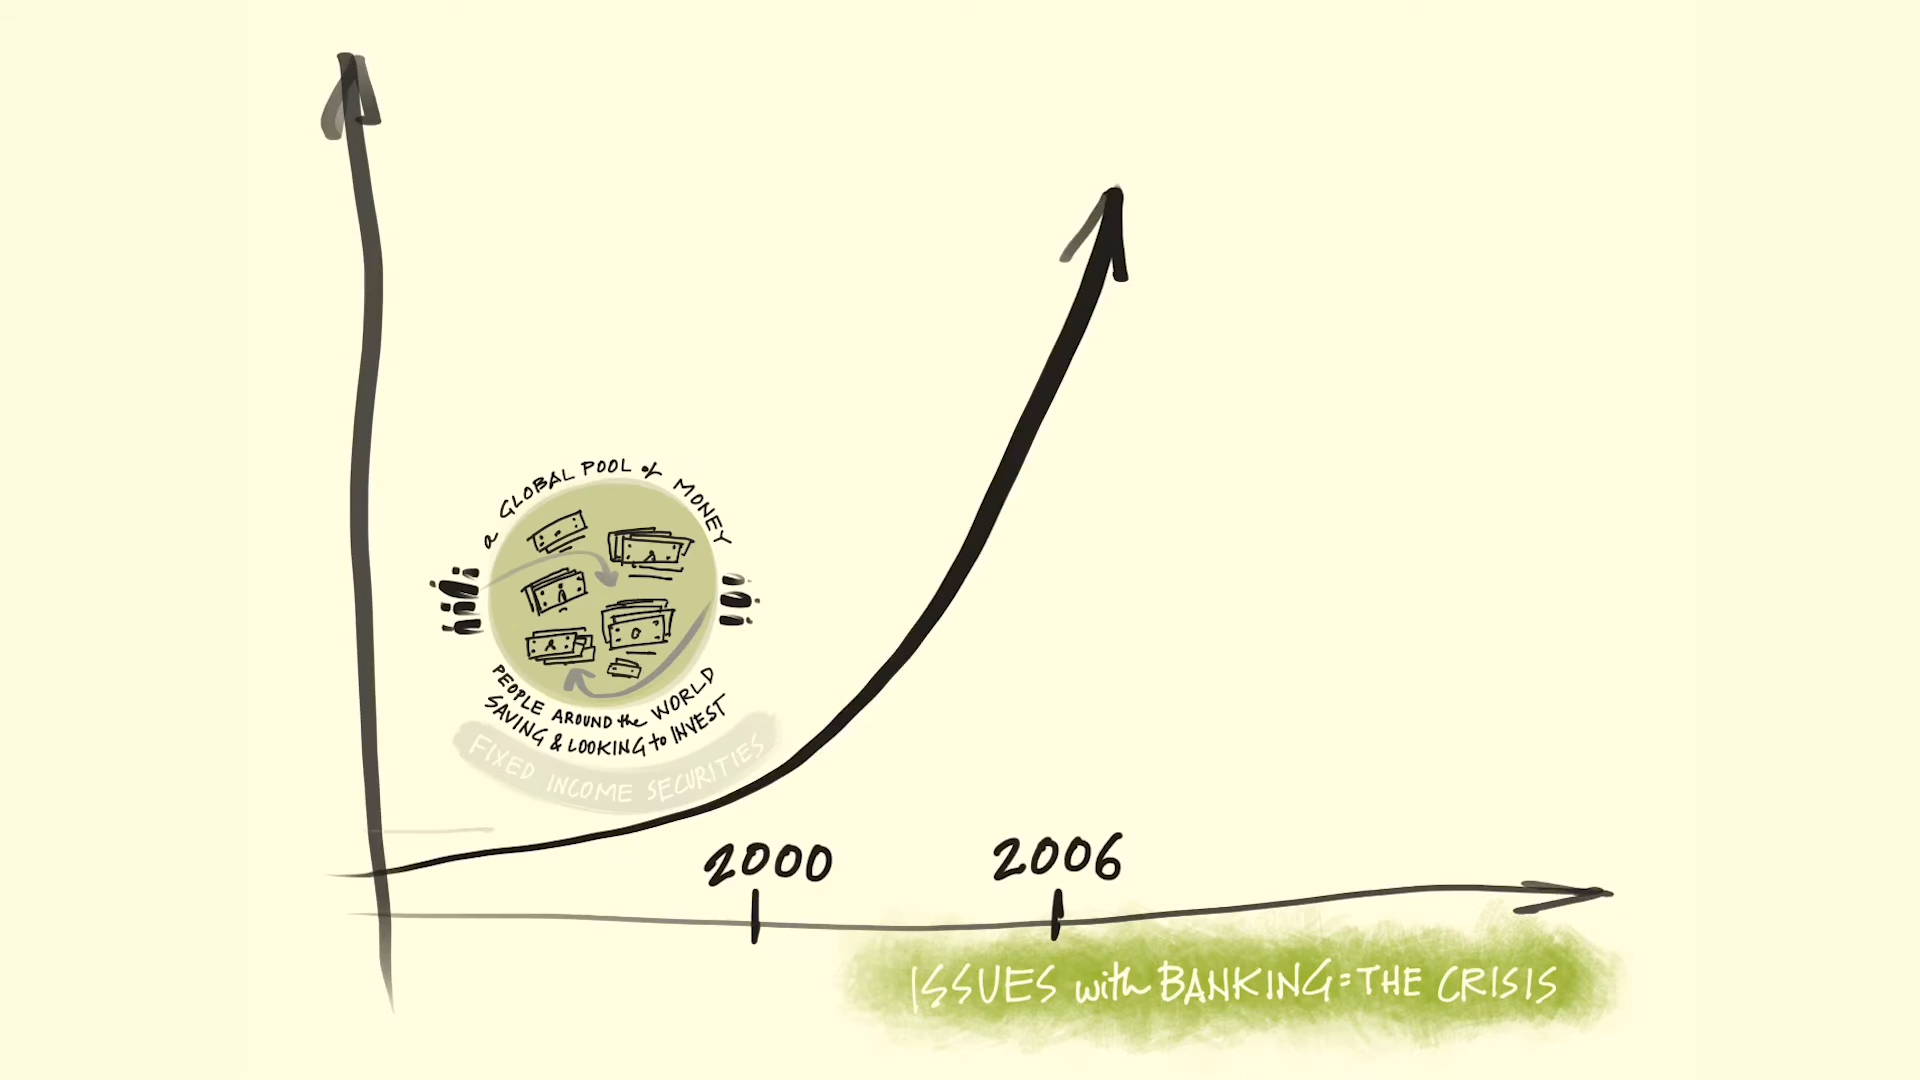 a GLOBAL POOL of MONEY
PEOPLE AROUND the WORLD
SAVING & LOOKING to INVEST
FIXED INCOME SECURITIES
2000
2006
ISSUES with BANKING = THE CRISIS